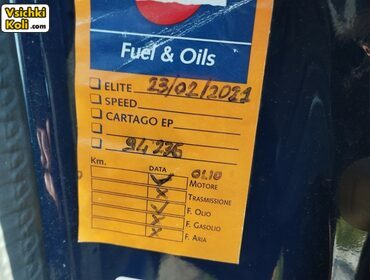 Vsichki
Koli.com
Fuel & Oils
ELITE 23/02/2021
SPEED
CARTAGO EP
94225
Km. DATA OLIO
MOTORE
TRASMISSIONE
F. OLIO
F. GASOLIO
F. ARIA